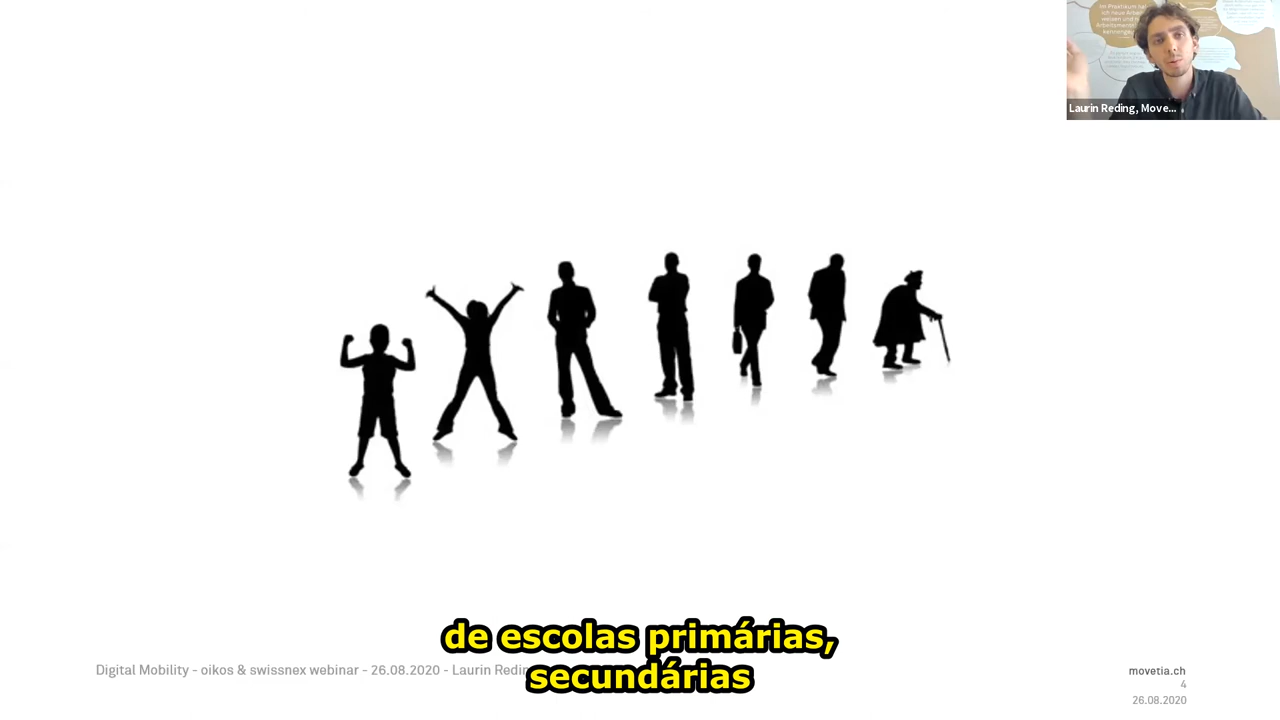 Laurin Reding, Move...
de escolas primárias,
secundárias
Digital Mobility - oikos & swissnex webinar - 26.08.2020 - Laurin Reding
movetia.ch
4
26.08.2020